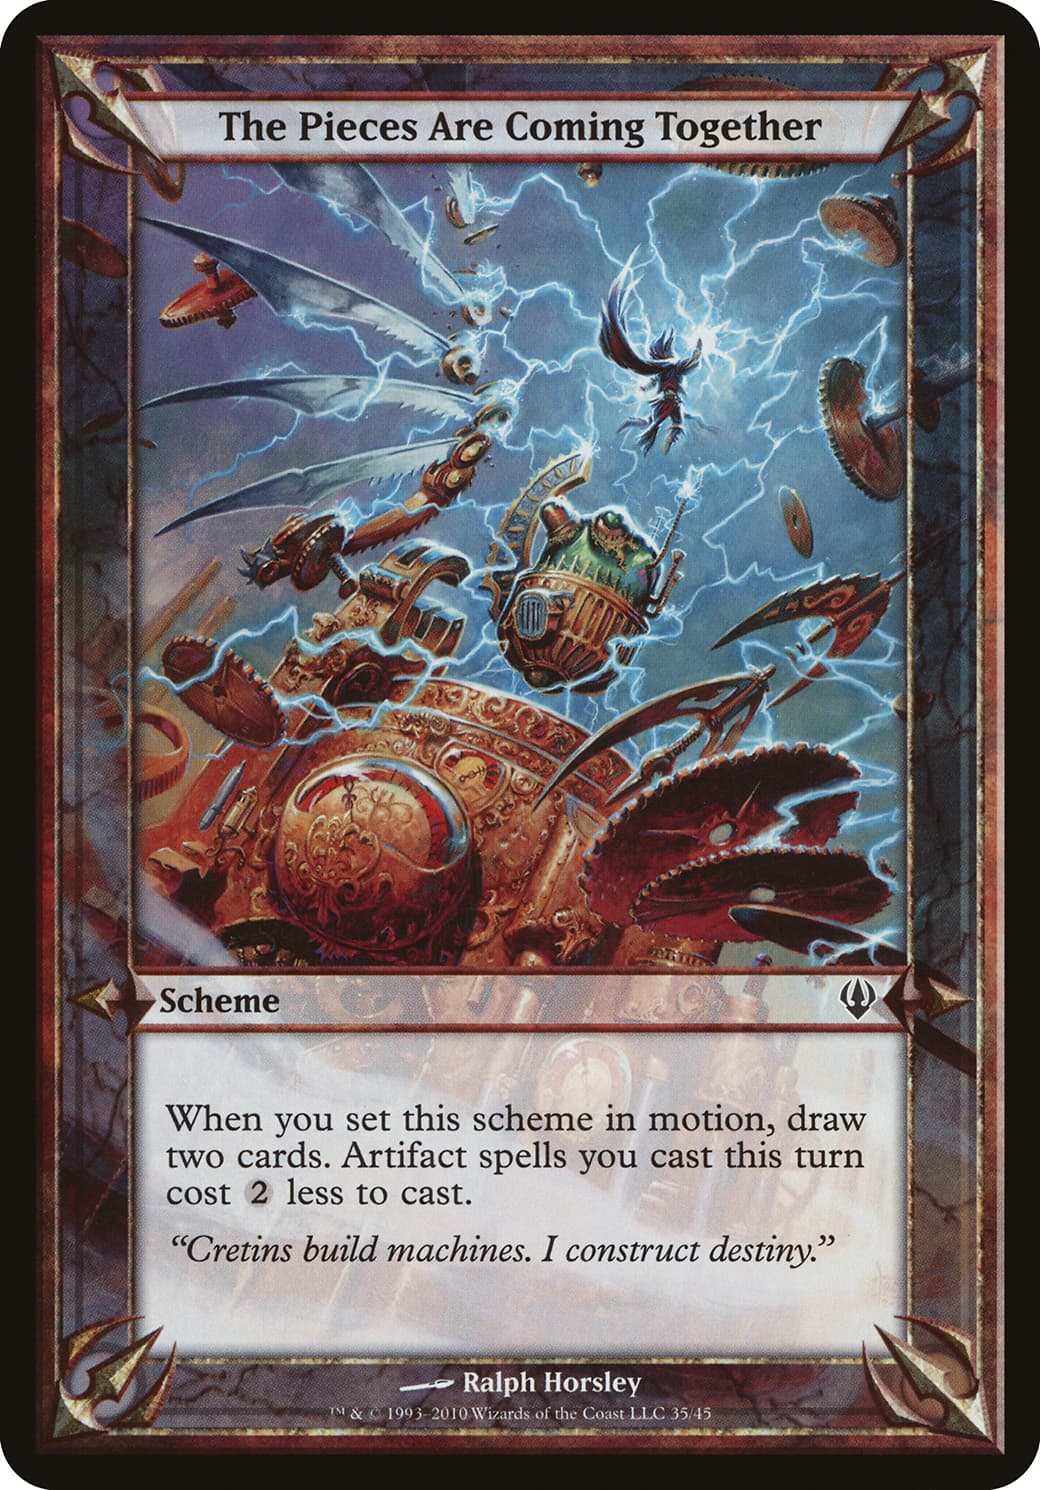 The Pieces Are Coming Together
Scheme
When you set this scheme in motion, draw
two cards. Artifact spells you cast this turn
cost 2 less to cast.
“Cretins build machines. I construct destiny.”
Ralph Horsley
™ & © 1993–2010 Wizards of the Coast LLC 35/45